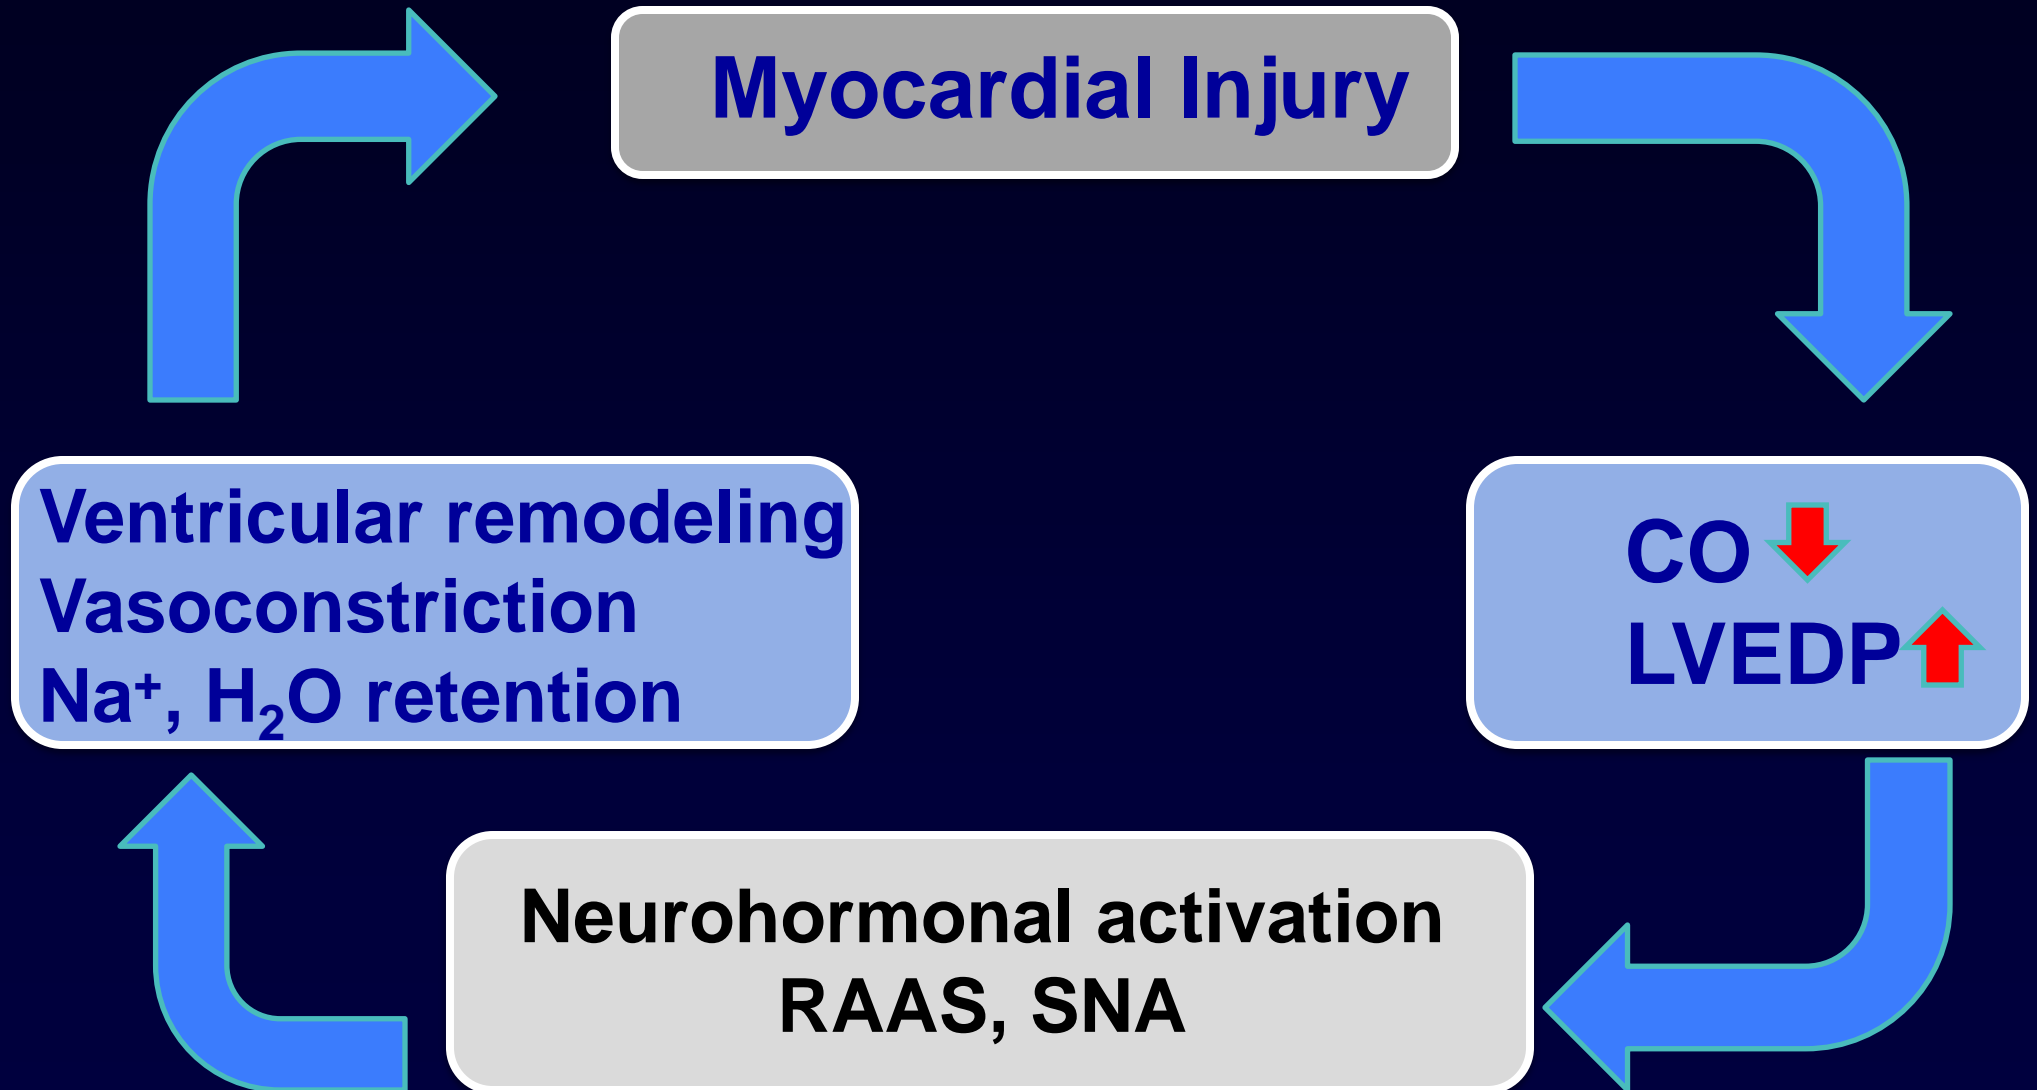 Myocardial Injury
Ventricular remodeling
Vasoconstriction
Na⁺, H₂O retention
CO
LVEDP
Neurohormonal activation
RAAS, SNA